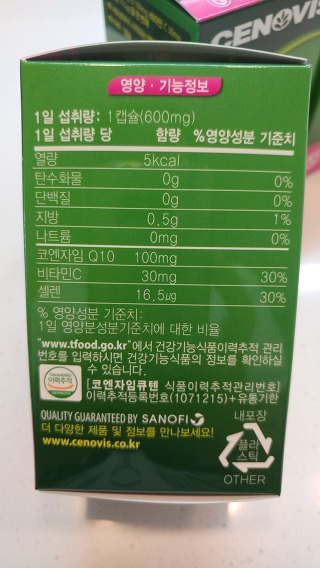 CENOVIS
영양·기능정보
1일 섭취량: 1캡슐(600mg)
1일 섭취량 당 함량 %영양성분 기준치
열량 5kcal
탄수화물 0g 0%
단백질 0g 0%
지방 0.5g 1%
나트륨 0mg 0%
코엔자임 Q10 100mg
비타민C 30mg 30%
셀렌 16.5㎍ 30%
% 영양성분 기준치:
1일 영양분성분기준치에 대한 비율
"www.tfood.go.kr"에서 건강기능식품이력추적 관리
번호를 입력하시면 건강기능식품의 정보를 확인하실
수 있습니다.
이력추적
[코엔자임큐텐 식품이력추적관리번호]
이력추적등록번호(1071215)+유통기한
QUALITY GUARANTEED BY SANOFI
더 다양한 제품 및 정보를 만나보세요!
www.cenovis.co.kr
내포장
플라
스틱
OTHER